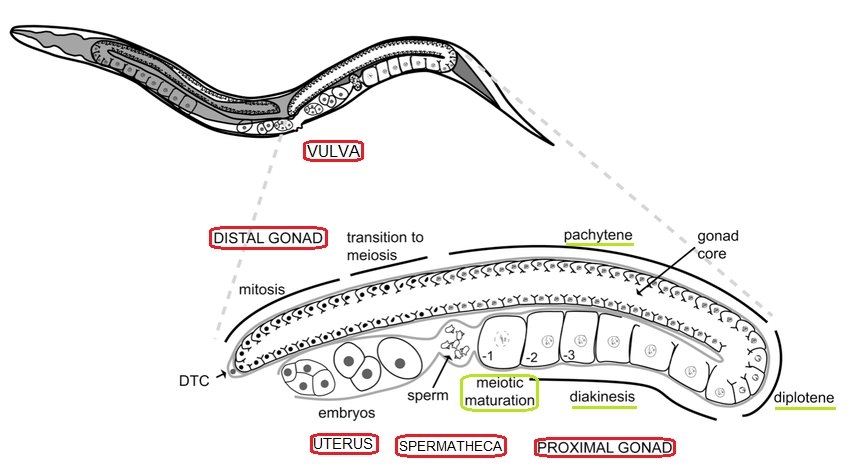 VULVA
DISTAL GONAD
transition to
meiosis
pachytene
gonad
core
mitosis
DTC
-1
-2
-3
sperm
meiotic
maturation
diakinesis
diplotene
embryos
UTERUS
SPERMATHECA
PROXIMAL GONAD